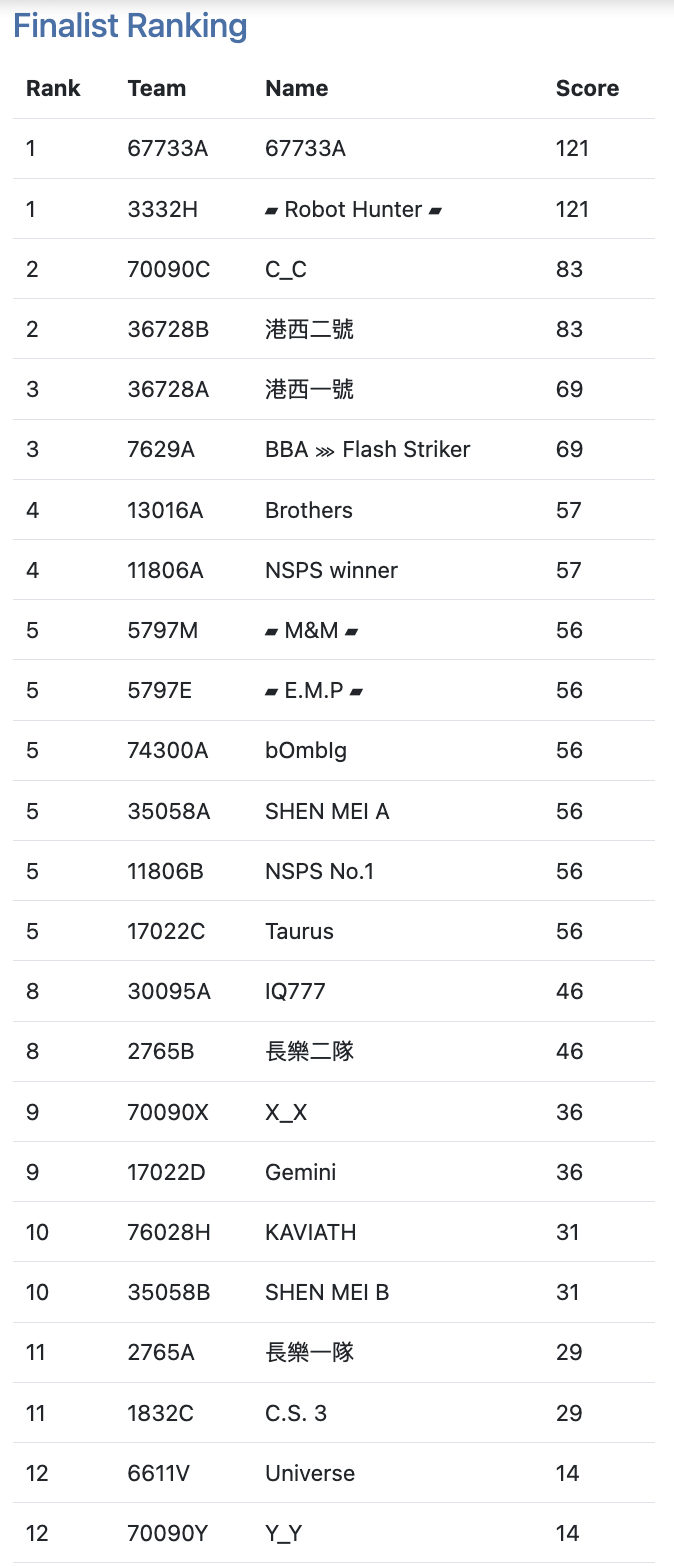 Finalist Ranking
Rank Team Name Score
1 67733A 67733A 121
1 3332H ▰ Robot Hunter ▰ 121
2 70090C C_C 83
2 36728B 港西二號 83
3 36728A 港西一號 69
3 7629A BBA ⋙ Flash Striker 69
4 13016A Brothers 57
4 11806A NSPS winner 57
5 5797M ▰ M&M ▰ 56
5 5797E ▰ E.M.P ▰ 56
5 74300A bOmbIg 56
5 35058A SHEN MEI A 56
5 11806B NSPS No.1 56
5 17022C Taurus 56
8 30095A IQ777 46
8 2765B 長樂二隊 46
9 70090X X_X 36
9 17022D Gemini 36
10 76028H KAVIATH 31
10 35058B SHEN MEI B 31
11 2765A 長樂一隊 29
11 1832C C.S. 3 29
12 6611V Universe 14
12 70090Y Y_Y 14